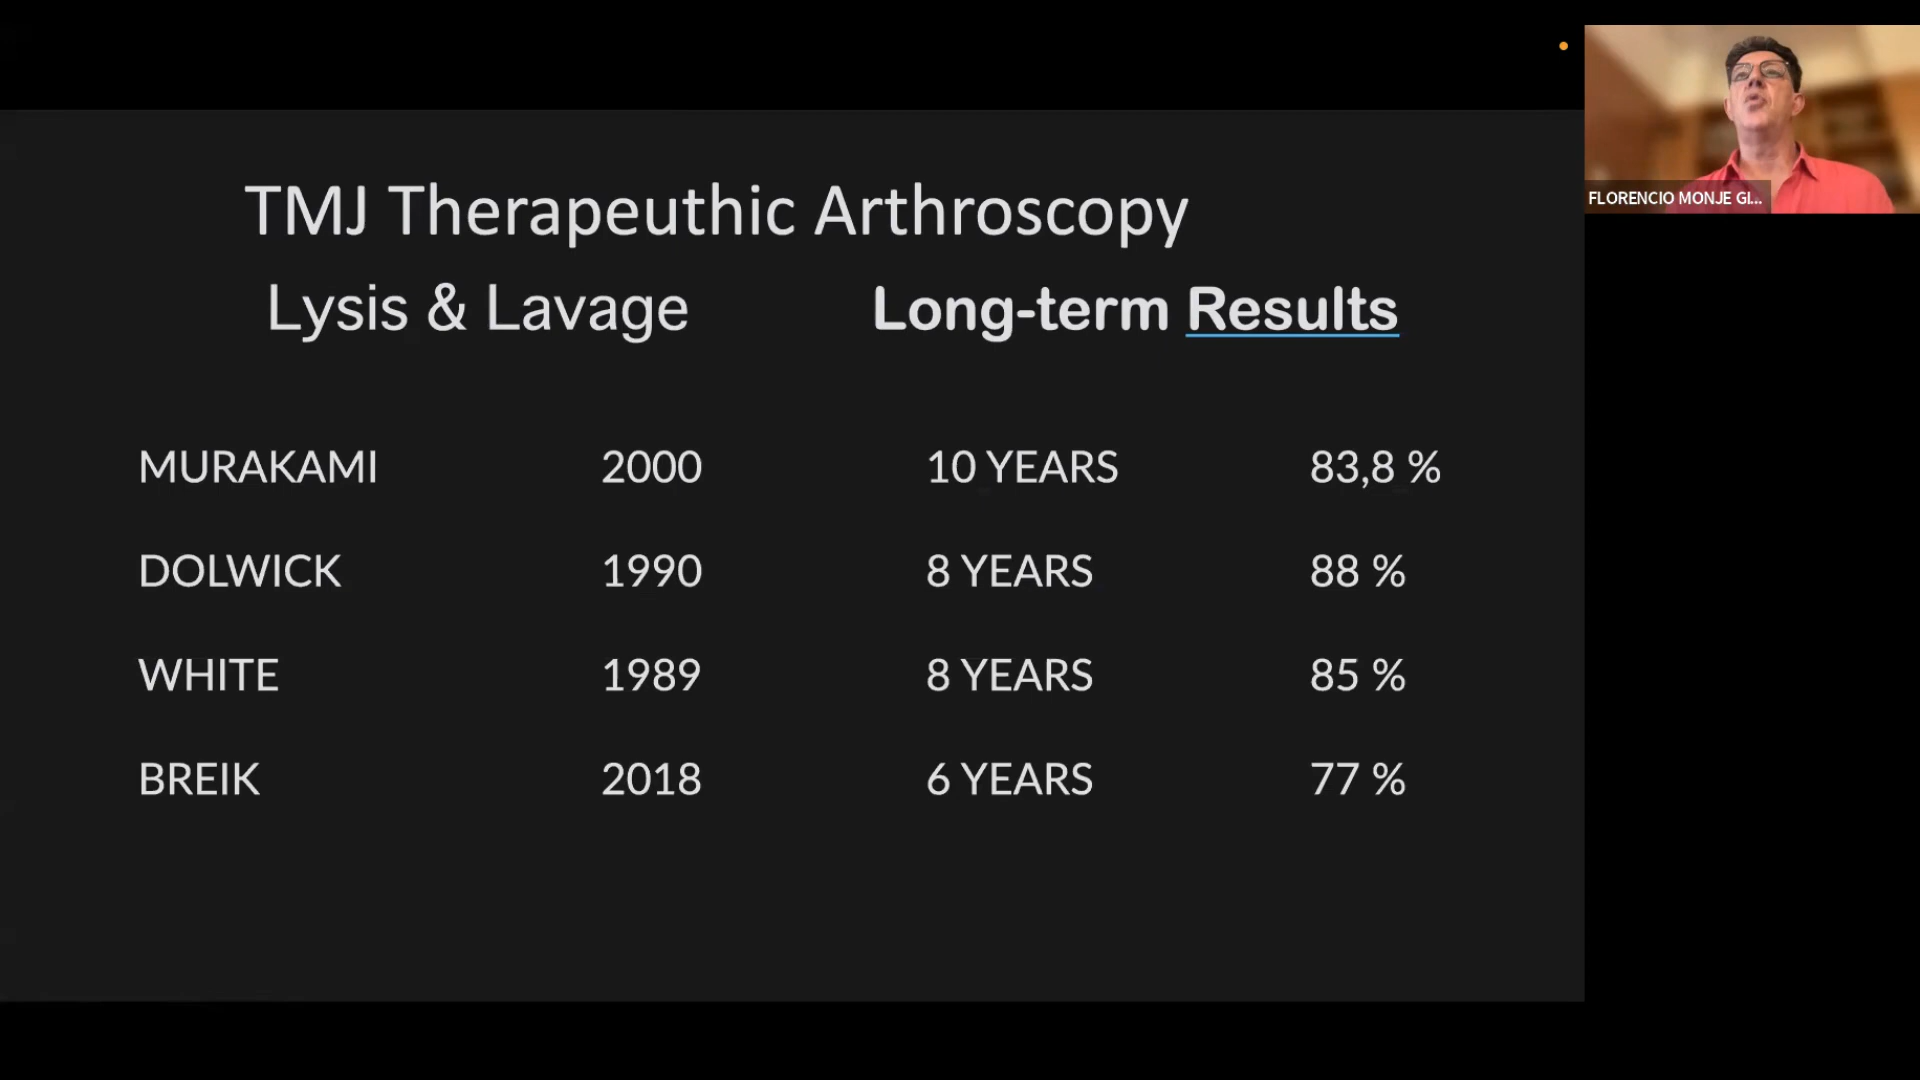 TMJ Therapeuthic Arthroscopy
Lysis & Lavage Long-term Results
MURAKAMI 2000 10 YEARS 83,8 %
DOLWICK 1990 8 YEARS 88 %
WHITE 1989 8 YEARS 85 %
BREIK 2018 6 YEARS 77 %
FLORENCIO MONJE GI...